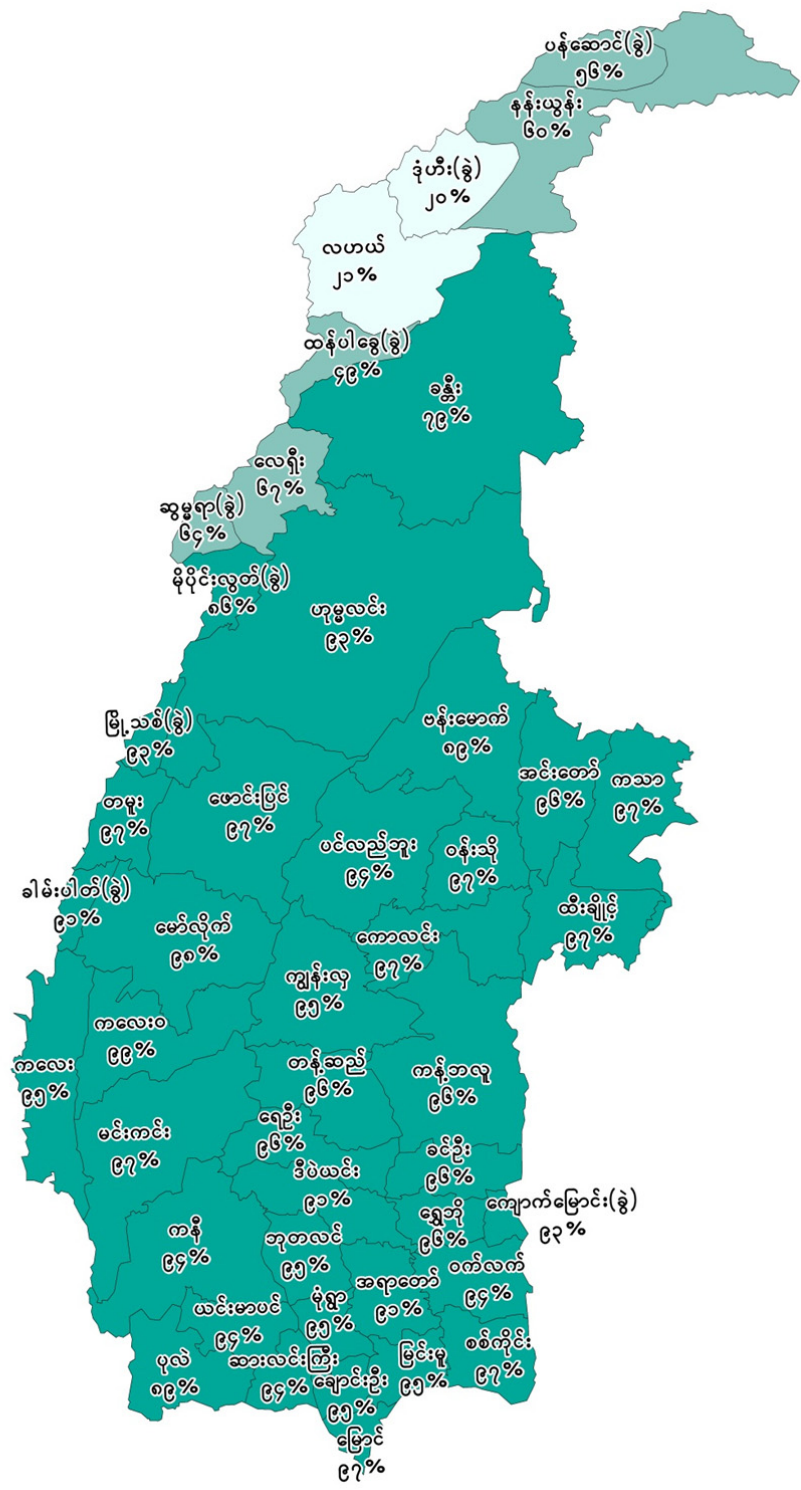 ပန်ဆောင်(ခွဲ)
၅၆%
နန်းယွန်း
၆၀%
ဒုံဟီး(ခွဲ)
၂၀%
လဟယ်
၂၁%
ထန်ပါခွေ(ခွဲ)
၄၉%
ခန္တီး
၇၉%
လေရှီး
၆၇%
ဆွမ္မရာ(ခွဲ)
၆၄%
မိုပိုင်းလွတ်(ခွဲ)
၈၆%
ဟုမ္မလင်း
၉၃%
မြို့သစ်(ခွဲ)
၉၃%
ဗန်းမောက်
၈၉%
အင်းတော်
၉၆%
ကသာ
၉၇%
တမူး
၉၇%
ဖောင်းပြင်
၉၇%
ပင်လည်ဘူး
၉၄%
ဝန်းသို
၉၇%
ခါမ်းပါတ်(ခွဲ)
၉၁%
မော်လိုက်
၉၈%
ကောလင်း
၉၇%
ထီးချိုင့်
၉၇%
ကျွန်းလှ
၉၅%
ကလေးဝ
၉၉%
ကလေး
၉၅%
တန့်ဆည်
၉၆%
ကန့်ဘလူ
၉၆%
မင်းကင်း
၉၇%
ရေဦး
၉၆%
ခင်ဦး
၉၆%
ဒီပဲယင်း
၉၁%
ကျောက်မြောင်း(ခွဲ)
၉၃%
ရွှေဘို
၉၆%
ကနီ
၉၄%
ဘုတလင်
၉၅%
ဝက်လက်
၉၄%
အရာတော်
၉၁%
မုံရွာ
၉၅%
ယင်းမာပင်
၉၄%
စစ်ကိုင်း
၉၇%
မြင်းမူ
၉၅%
ပုလဲ
၈၉%
ဆားလင်းကြီး
၉၄%
ချောင်းဦး
၉၅%
မြောင်
၉၇%